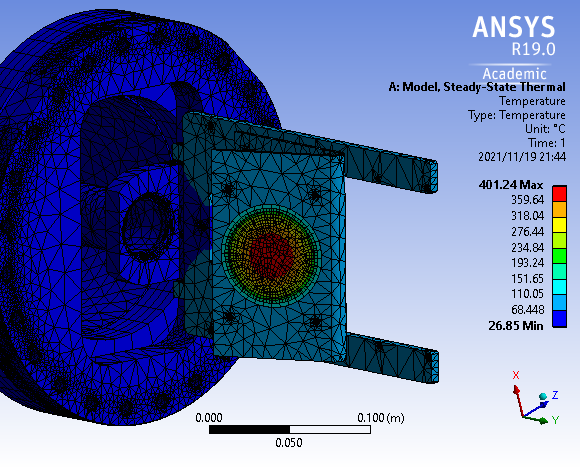 ANSYS
R19.0
Academic
A: Model, Steady-State Thermal
Temperature
Type: Temperature
Unit: °C
Time: 1
2021/11/19 21:44
401.24 Max
359.64
318.04
276.44
234.84
193.24
151.65
110.05
68.448
26.85 Min
0.000
0.100 (m)
0.050
X
Z
Y